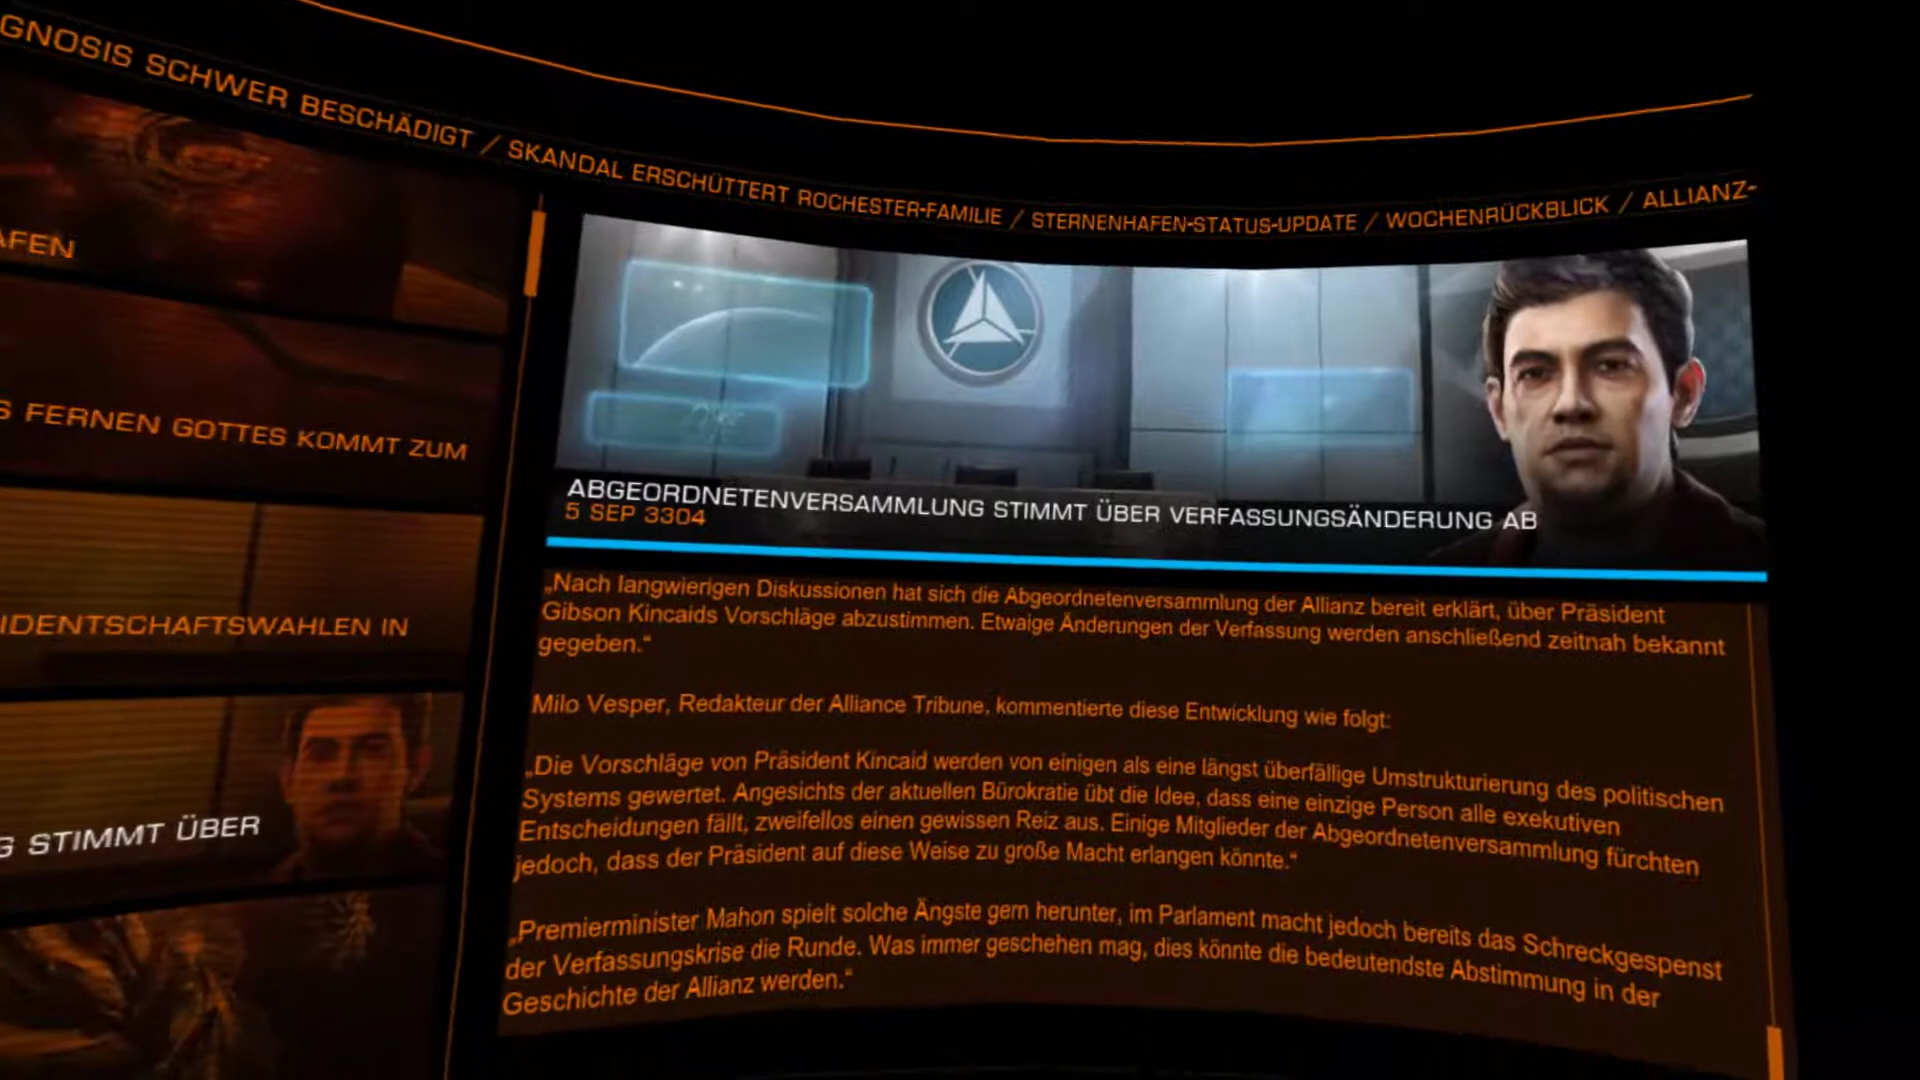 GNOSIS SCHWER BESCHÄDIGT / SKANDAL ERSCHÜTTERT ROCHESTER-FAMILIE / STERNENHAFEN-STATUS-UPDATE / WOCHENRÜCKBLICK / ALLIANZ-
AFEN
S FERNEN GOTTES KOMMT ZUM
IDENTSCHAFTSWAHLEN IN
G STIMMT ÜBER
ABGEORDNETENVERSAMMLUNG STIMMT ÜBER VERFASSUNGSÄNDERUNG AB
5 SEP 3304
„Nach langwierigen Diskussionen hat sich die Abgeordnetenversammlung der Allianz bereit erklärt, über Präsident
Gibson Kincaids Vorschläge abzustimmen. Etwaige Änderungen der Verfassung werden anschließend zeitnah bekannt
gegeben.“
Milo Vesper, Redakteur der Alliance Tribune, kommentierte diese Entwicklung wie folgt:
„Die Vorschläge von Präsident Kincaid werden von einigen als eine längst überfällige Umstrukturierung des politischen
Systems gewertet. Angesichts der aktuellen Bürokratie übt die Idee, dass eine einzige Person alle exekutiven
Entscheidungen fällt, zweifellos einen gewissen Reiz aus. Einige Mitglieder der Abgeordnetenversammlung fürchten
jedoch, dass der Präsident auf diese Weise zu große Macht erlangen könnte.“
„Premierminister Mahon spielt solche Ängste gern herunter, im Parlament macht jedoch bereits das Schreckgespenst
der Verfassungskrise die Runde. Was immer geschehen mag, dies könnte die bedeutendste Abstimmung in der
Geschichte der Allianz werden.“